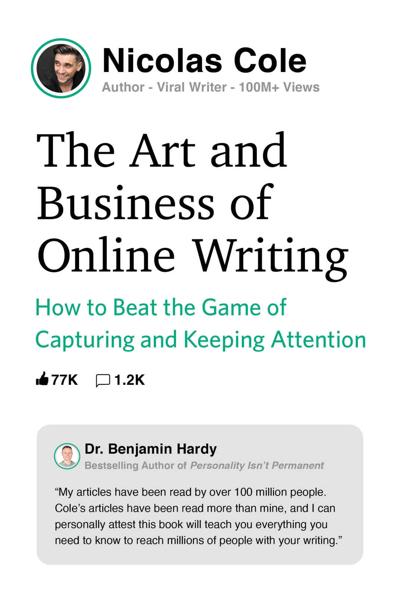 Nicolas Cole
Author - Viral Writer - 100M+ Views
The Art and
Business of
Online Writing
How to Beat the Game of
Capturing and Keeping Attention
77K 1.2K
Dr. Benjamin Hardy
Bestselling Author of Personality Isn't Permanent
“My articles have been read by over 100 million people.
Cole’s articles have been read more than mine, and I can
personally attest this book will teach you everything you
need to know to reach millions of people with your writing.”